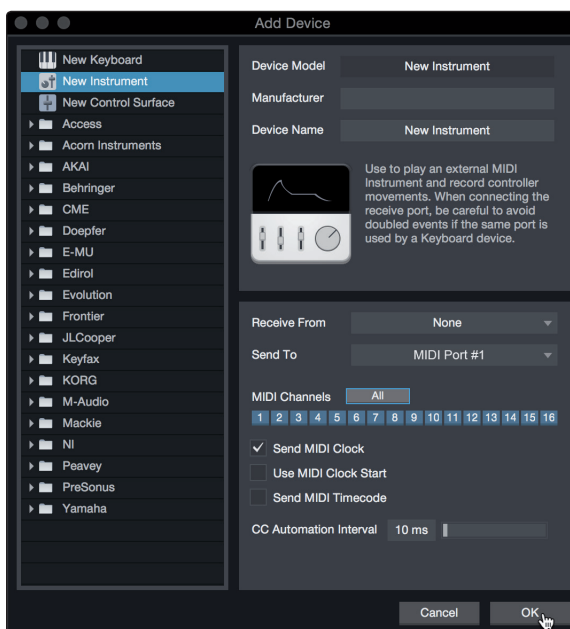 Add Device
New Keyboard
New Instrument
New Control Surface
Access
Acorn Instruments
AKAI
Behringer
CME
Doepfer
E-MU
Edirol
Evolution
Frontier
JLCooper
Keyfax
KORG
M-Audio
Mackie
NI
Peavey
PreSonus
Yamaha
Device Model New Instrument
Manufacturer
Device Name New Instrument
Use to play an external MIDI
Instrument and record controller
movements. When connecting the
receive port, be careful to avoid
doubled events if the same port is
used by a Keyboard device.
Receive From None
Send To MIDI Port #1
MIDI Channels All
1 2 3 4 5 6 7 8 9 10 11 12 13 14 15 16
Send MIDI Clock
Use MIDI Clock Start
Send MIDI Timecode
CC Automation Interval 10 ms
Cancel OK